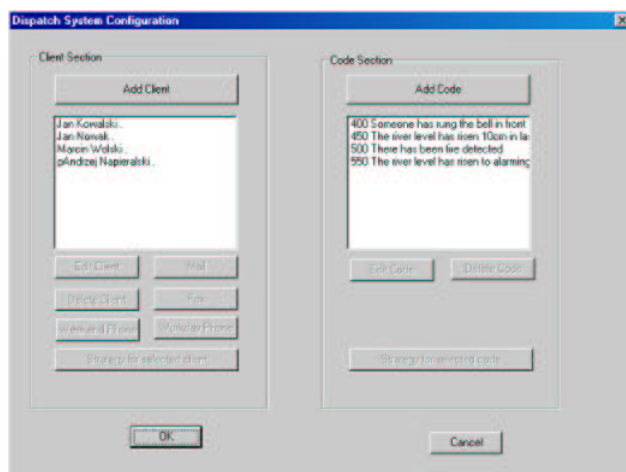 Dispatch System Configuration
Client Section
Add Client
Jan Kowalski .
Jan Nowak .
Marcin Wolski .
pAndrzej Napieralski .
Edit Client
Mail
Delete Client
Fax
Weekend Phone
Workday Phone
Strategy for selected client
OK
Code Section
Add Code
400 Someone has rung the bell in front
450 The river level has risen 10cm in la
500 There has been fire detected
550 The river level has risen to alarming
Edit Code
Delete Code
Strategy for selected code
Cancel